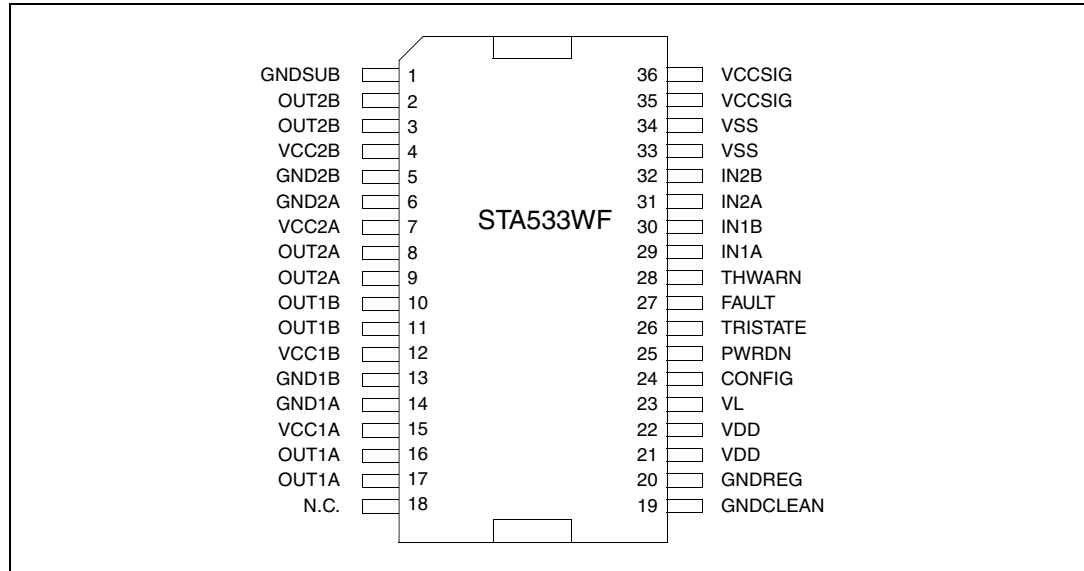 GNDSUB 1 36 VCCSIG
OUT2B 2 35 VCCSIG
OUT2B 3 34 VSS
VCC2B 4 33 VSS
GND2B 5 32 IN2B
GND2A 6 31 IN2A
STA533WF
VCC2A 7 30 IN1B
OUT2A 8 29 IN1A
OUT2A 9 28 THWARN
OUT1B 10 27 FAULT
OUT1B 11 26 TRISTATE
VCC1B 12 25 PWRDN
GND1B 13 24 CONFIG
GND1A 14 23 VL
VCC1A 15 22 VDD
OUT1A 16 21 VDD
OUT1A 17 20 GNDREG
N.C. 18 19 GNDCLEAN